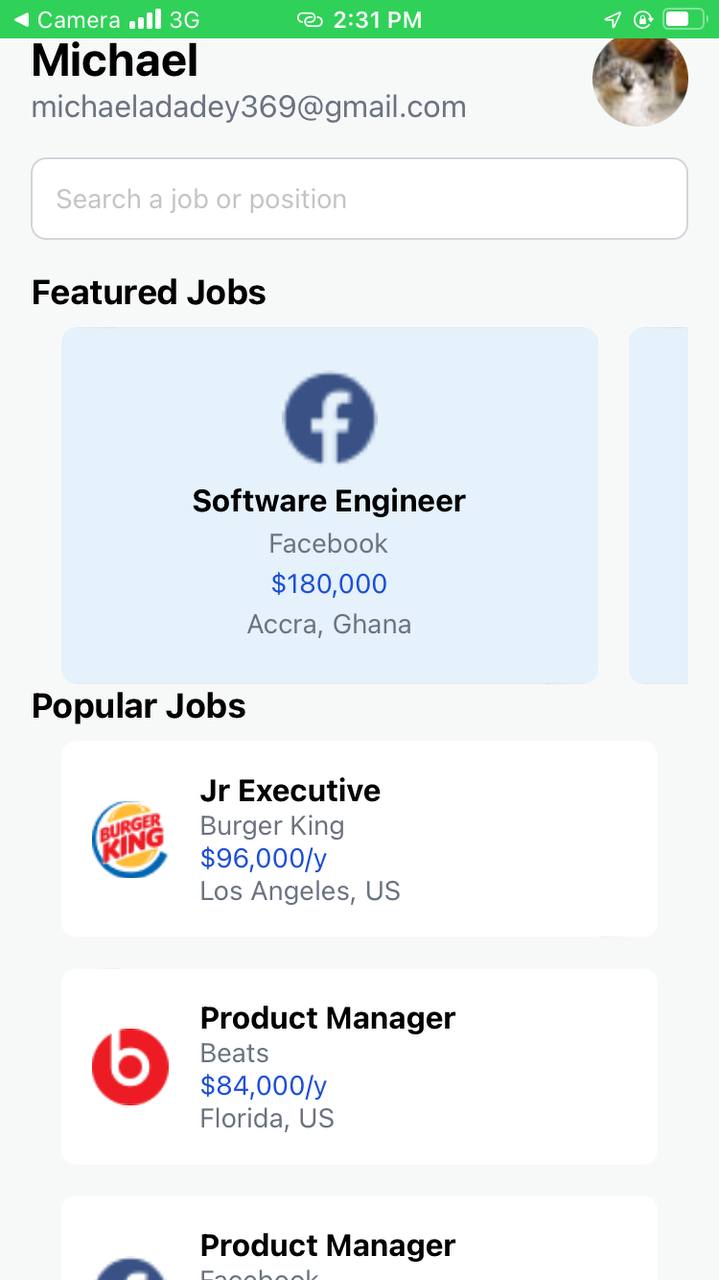 Camera 3G 2:31 PM
Michael
michaeladadey369@gmail.com
Search a job or position
Featured Jobs
Software Engineer
Facebook
$180,000
Accra, Ghana
Popular Jobs
BURGER
KING
Jr Executive
Burger King
$96,000/y
Los Angeles, US
Product Manager
Beats
$84,000/y
Florida, US
Product Manager
Facebook